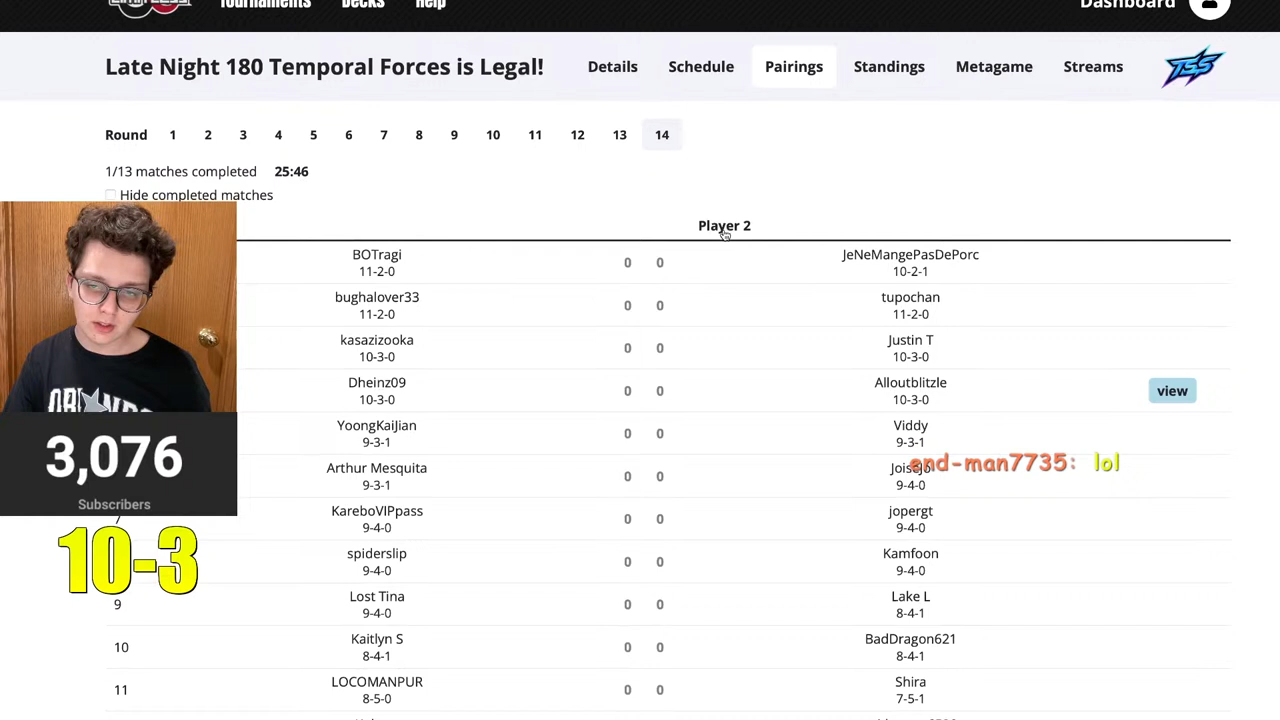 Tournaments Decks Help Dashboard
Late Night 180 Temporal Forces is Legal! Details Schedule Pairings Standings Metagame Streams TSS
Round 1 2 3 4 5 6 7 8 9 10 11 12 13 14
1/13 matches completed 25:46
Hide completed matches
Player 2
BOTragi 0 0 JeNeMangePasDePorc
11-2-0 10-2-1
bughalover33 0 0 tupochan
11-2-0 11-2-0
kasazizooka 0 0 Justin T
10-3-0 10-3-0
Dheinz09 0 0 Alloutblitzle view
10-3-0 10-3-0
YoongKaiJian 0 0 Viddy
9-3-1 9-3-1
end-man7735: lol
Arthur Mesquita 0 0
9-3-1 9-4-0
3,076
Subscribers
KareboVIPpass 0 0 jopergt
9-4-0 9-4-0
10-3
spiderslip 0 0 Kamfoon
9-4-0 9-4-0
9 Lost Tina 0 0 Lake L
9-4-0 8-4-1
10 Kaitlyn S 0 0 BadDragon621
8-4-1 8-4-1
11 LOCOMANPUR 0 0 Shira
8-5-0 7-5-1